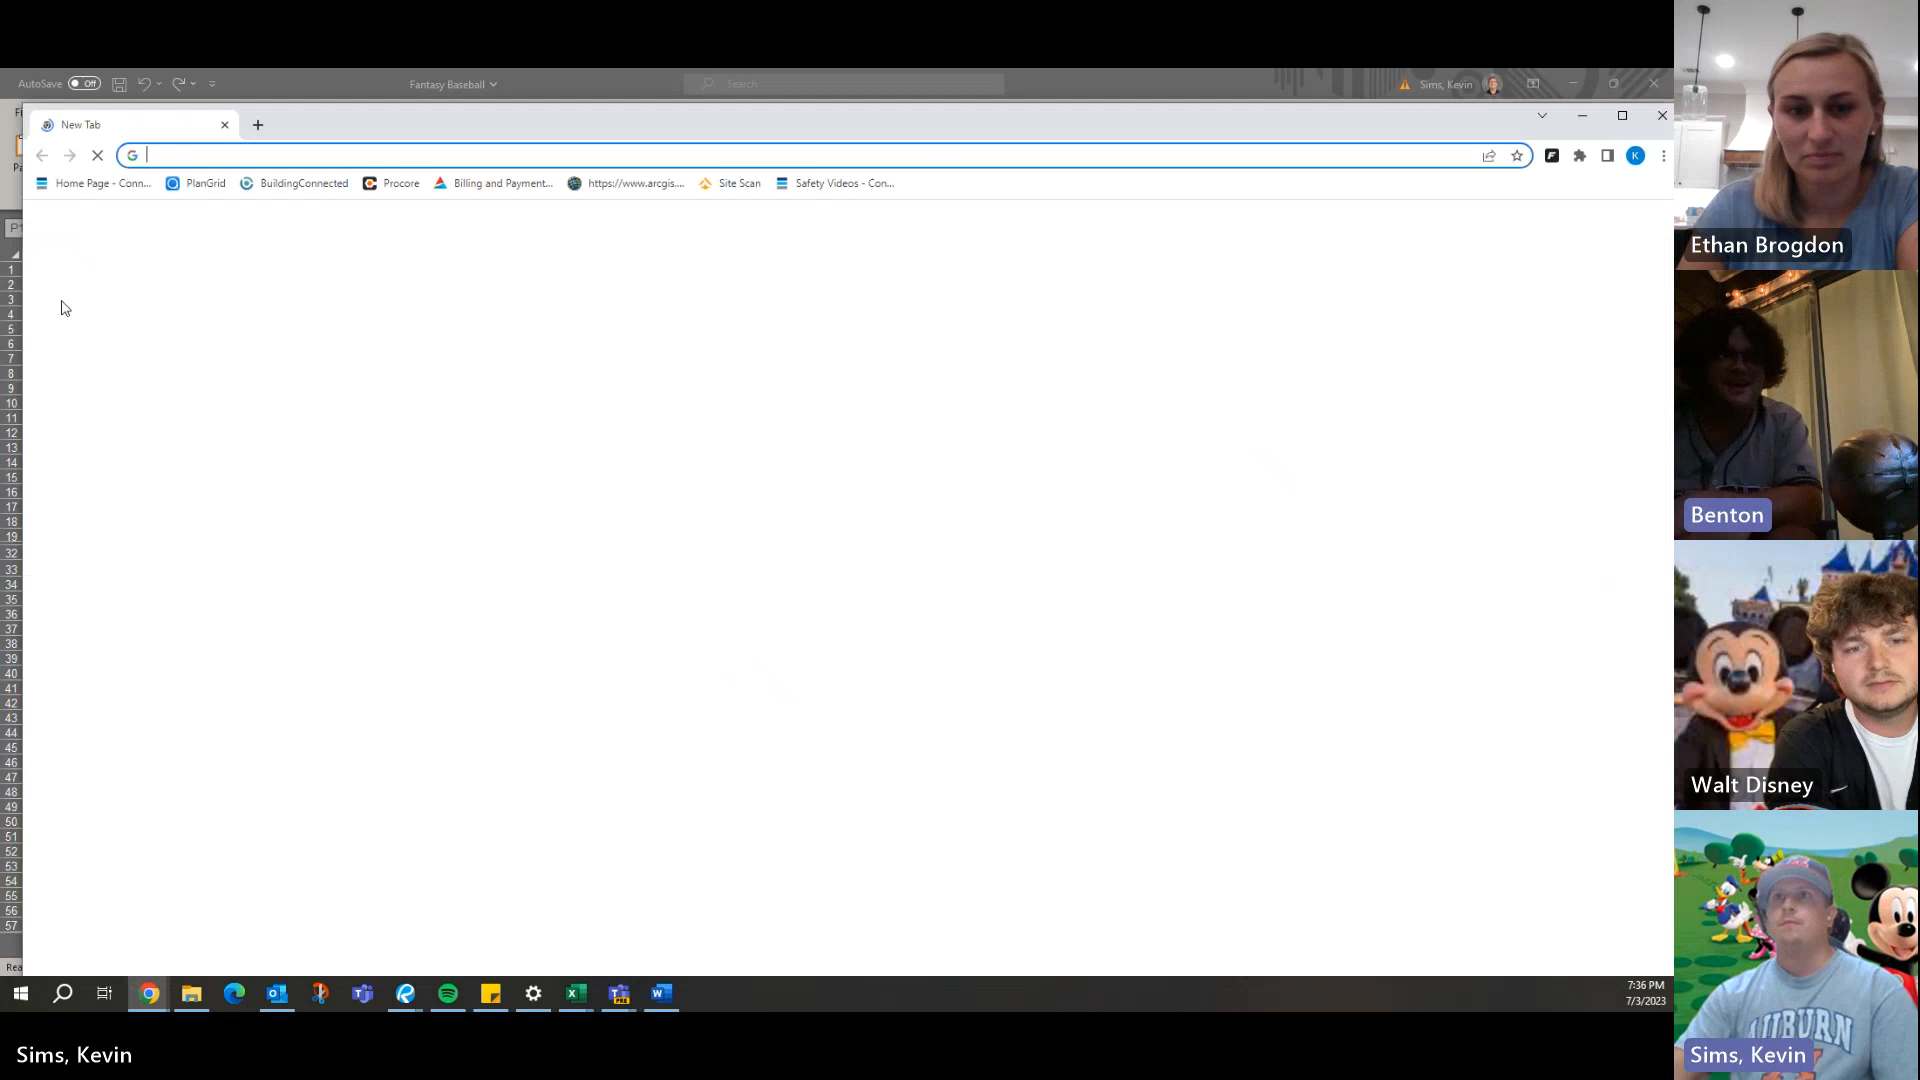 AutoSave Off
Fantasy Baseball
Search
Sims, Kevin
New Tab
K
Home Page - Conn...
PlanGrid
BuildingConnected
Procore
Billing and Payment...
https://www.arcgis....
Site Scan
Safety Videos - Con...
1
2
3
4
5
6
7
8
9
10
11
12
13
14
15
16
17
18
19
32
33
34
35
36
37
38
39
40
41
42
43
44
45
46
47
48
49
50
51
52
53
54
55
56
57
Rea
7:36 PM
7/3/2023
Sims, Kevin
Ethan Brogdon
Benton
Walt Disney
AUBURN
Sims, Kevin